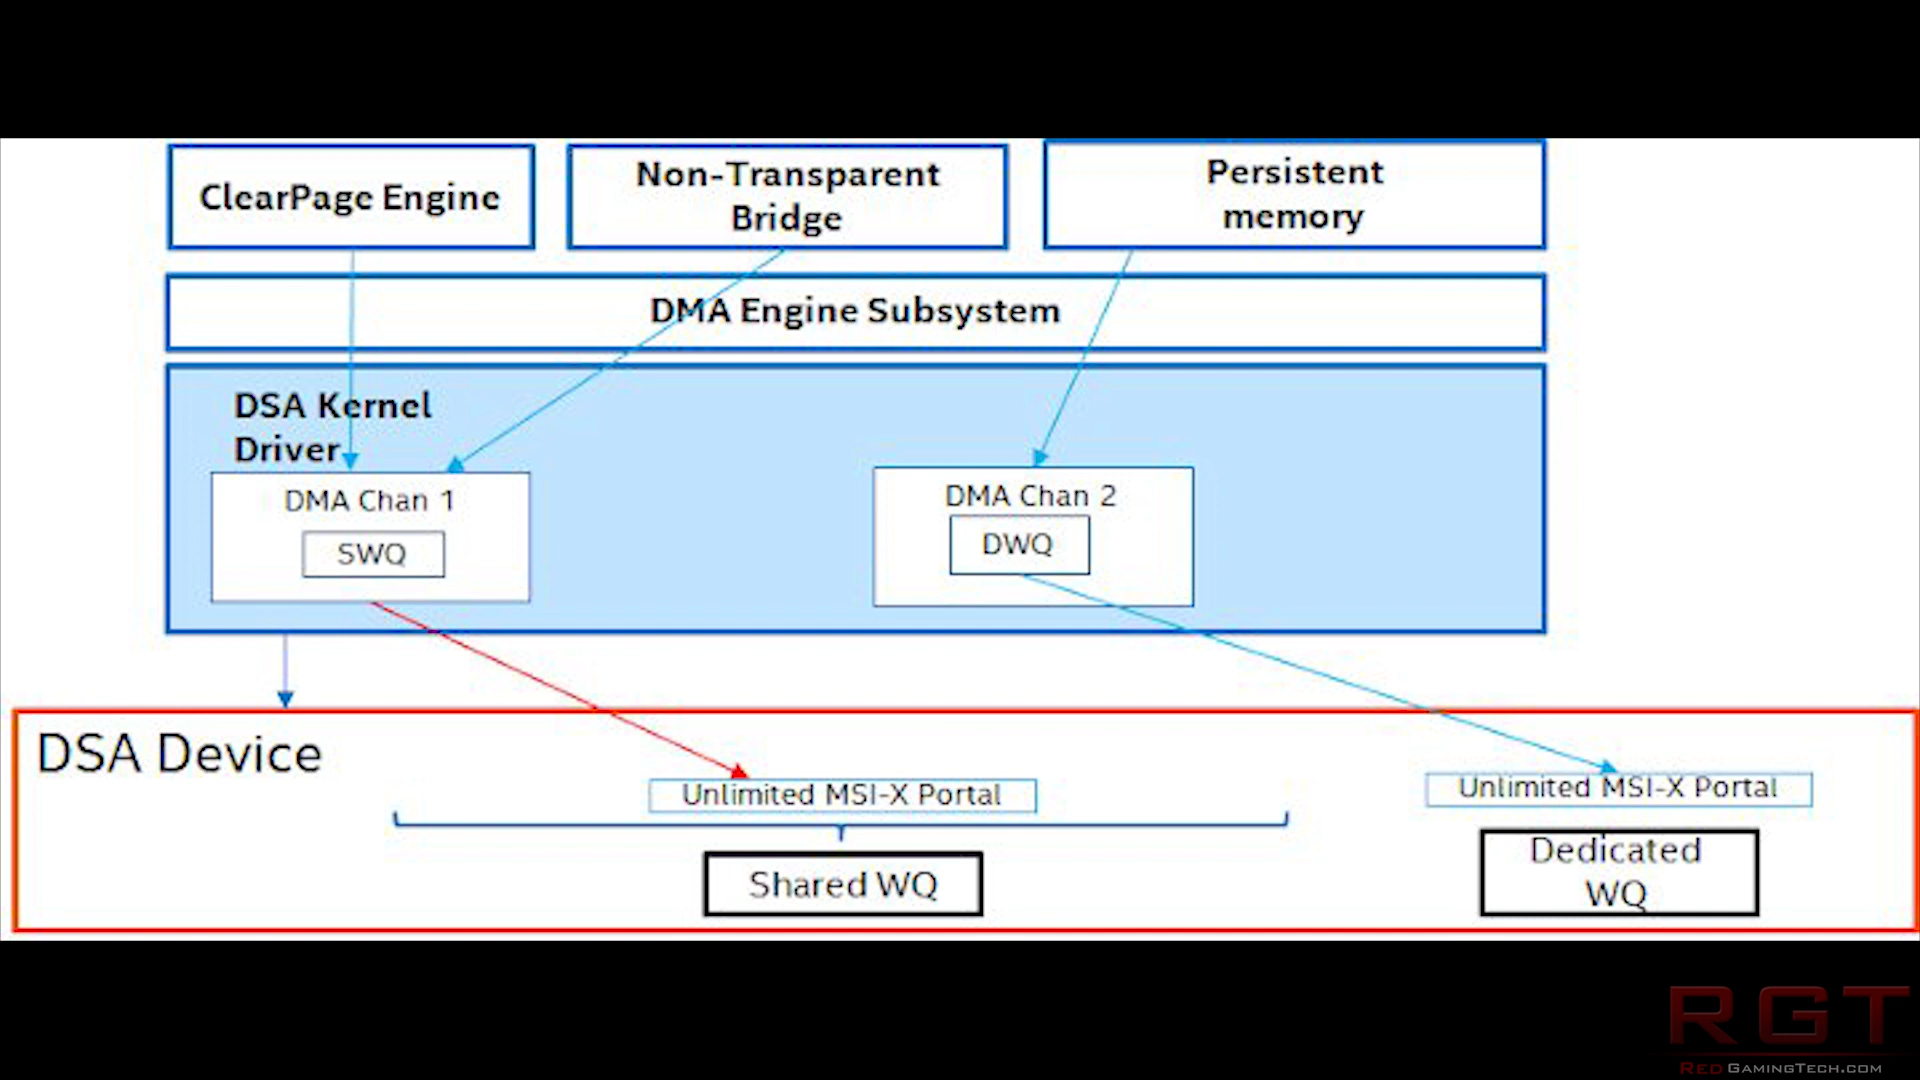 ClearPage Engine
Non-Transparent
Bridge
Persistent
memory
DMA Engine Subsystem
DSA Kernel
Driver
DMA Chan 1
SWQ
DMA Chan 2
DWQ
DSA Device
Unlimited MSI-X Portal
Unlimited MSI-X Portal
Shared WQ
Dedicated
WQ
RGT
REDGAMINGTECH.COM